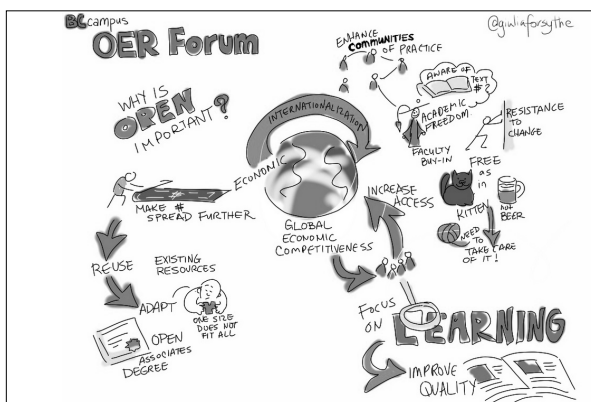 BCcampus
OER Forum
@giuliaforsythe
WHY IS
OPEN
IMPORTANT?
MAKE $
SPREAD FURTHER
REUSE
EXISTING
RESOURCES
ADAPT
ONE SIZE
DOES NOT
FIT ALL
OPEN
ASSOCIATES
DEGREE
ECONOMIC
INTERNATIONALIZATION
GLOBAL
ECONOMIC
COMPETITIVENESS
ENHANCE
COMMUNITIES
OF PRACTICE
AWARE OF
TEXT
$?
ACADEMIC
FREEDOM
FACULTY
BUY-IN
RESISTANCE
TO
CHANGE
FREE
as
in
KITTEN
NOT
BEER
NEED
TO
TAKE CARE
OF IT!
INCREASE
ACCESS
FOCUS
ON
LEARNING
IMPROVE
QUALITY